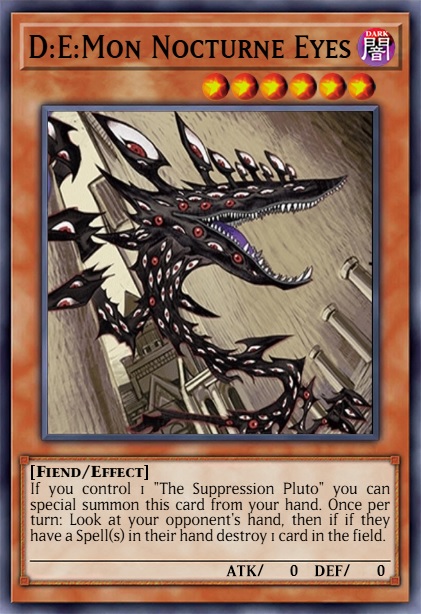 D:E:Mon Nocturne Eyes
DARK
闇
[Fiend/Effect]
If you control 1 "The Suppression Pluto" you can
special summon this card from your hand. Once per
turn: Look at your opponent's hand, then if if they
have a Spell(s) in their hand destroy 1 card in the field.
ATK/ 0 DEF/ 0